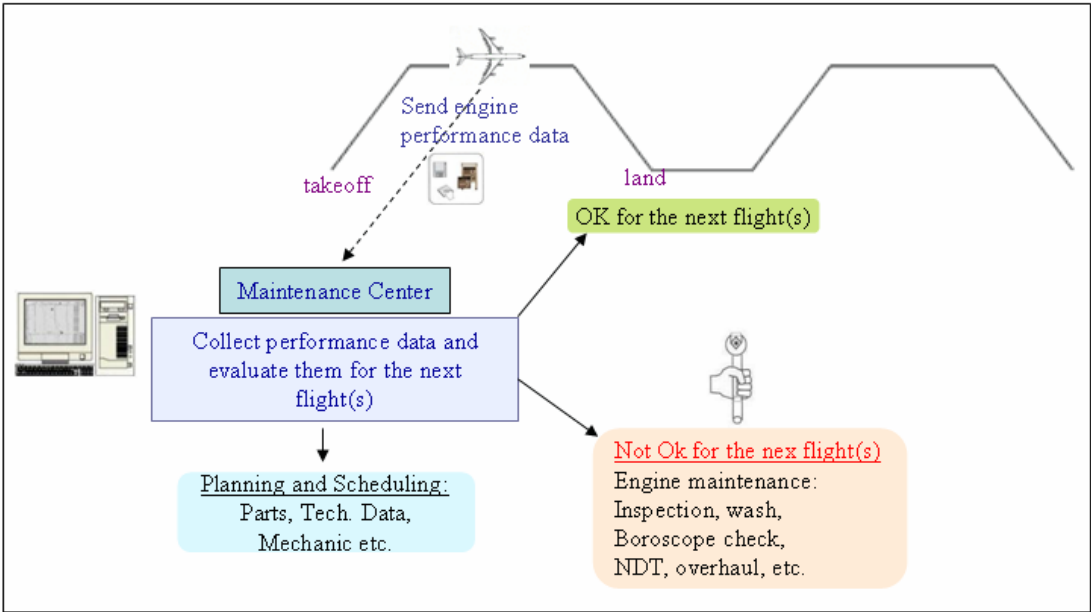 Send engine
performance data
takeoff
land
OK for the next flight(s)
Maintenance Center
Collect performance data and
evaluate them for the next
flight(s)
Planning and Scheduling:
Parts, Tech. Data,
Mechanic etc.
Not Ok for the nex flight(s)
Engine maintenance:
Inspection, wash,
Boroscope check,
NDT, overhaul, etc.